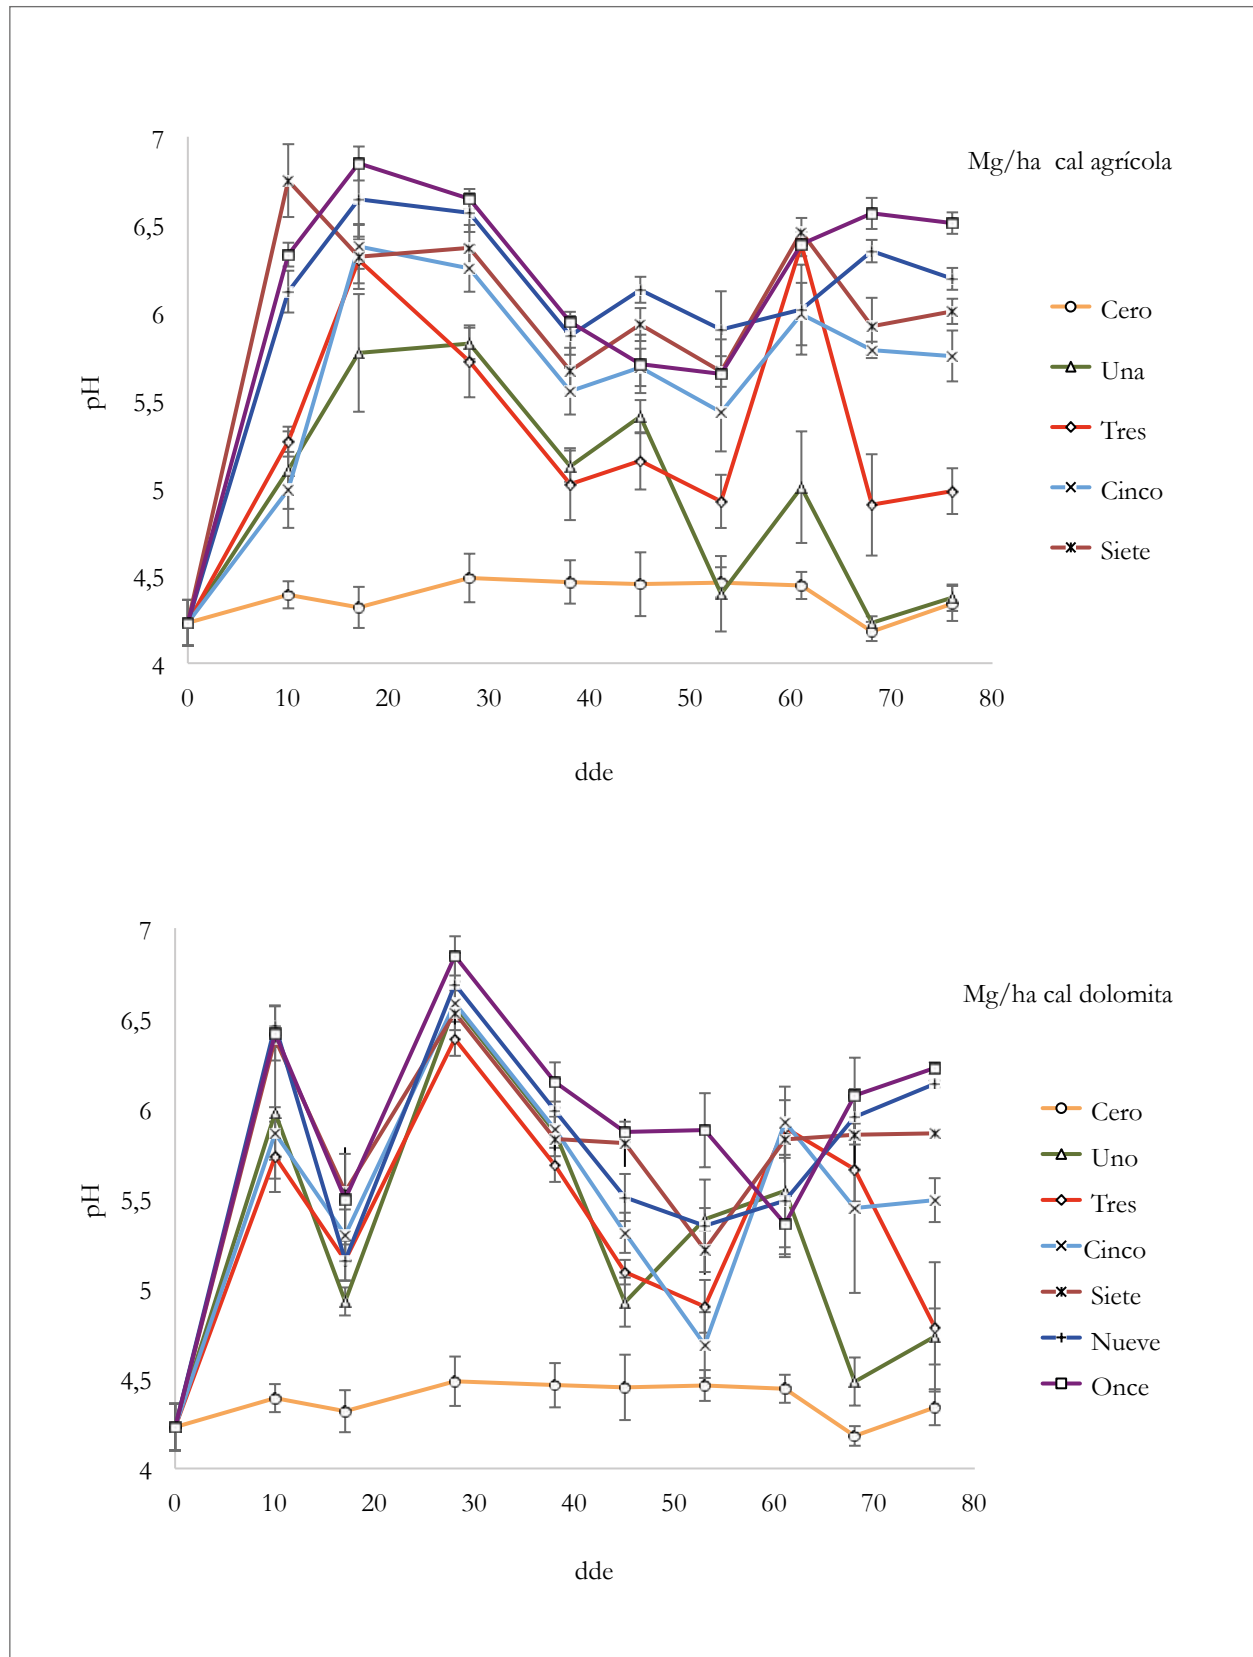 Mg/ha cal agrícola
7
6,5
6
5,5
5
4,5
4
pH
0 10 20 30 40 50 60 70 80
dde
Cero
Una
Tres
Cinco
Siete
Mg/ha cal dolomita
7
6,5
6
5,5
5
4,5
4
pH
0 10 20 30 40 50 60 70 80
dde
Cero
Uno
Tres
Cinco
Siete
Nueve
Once